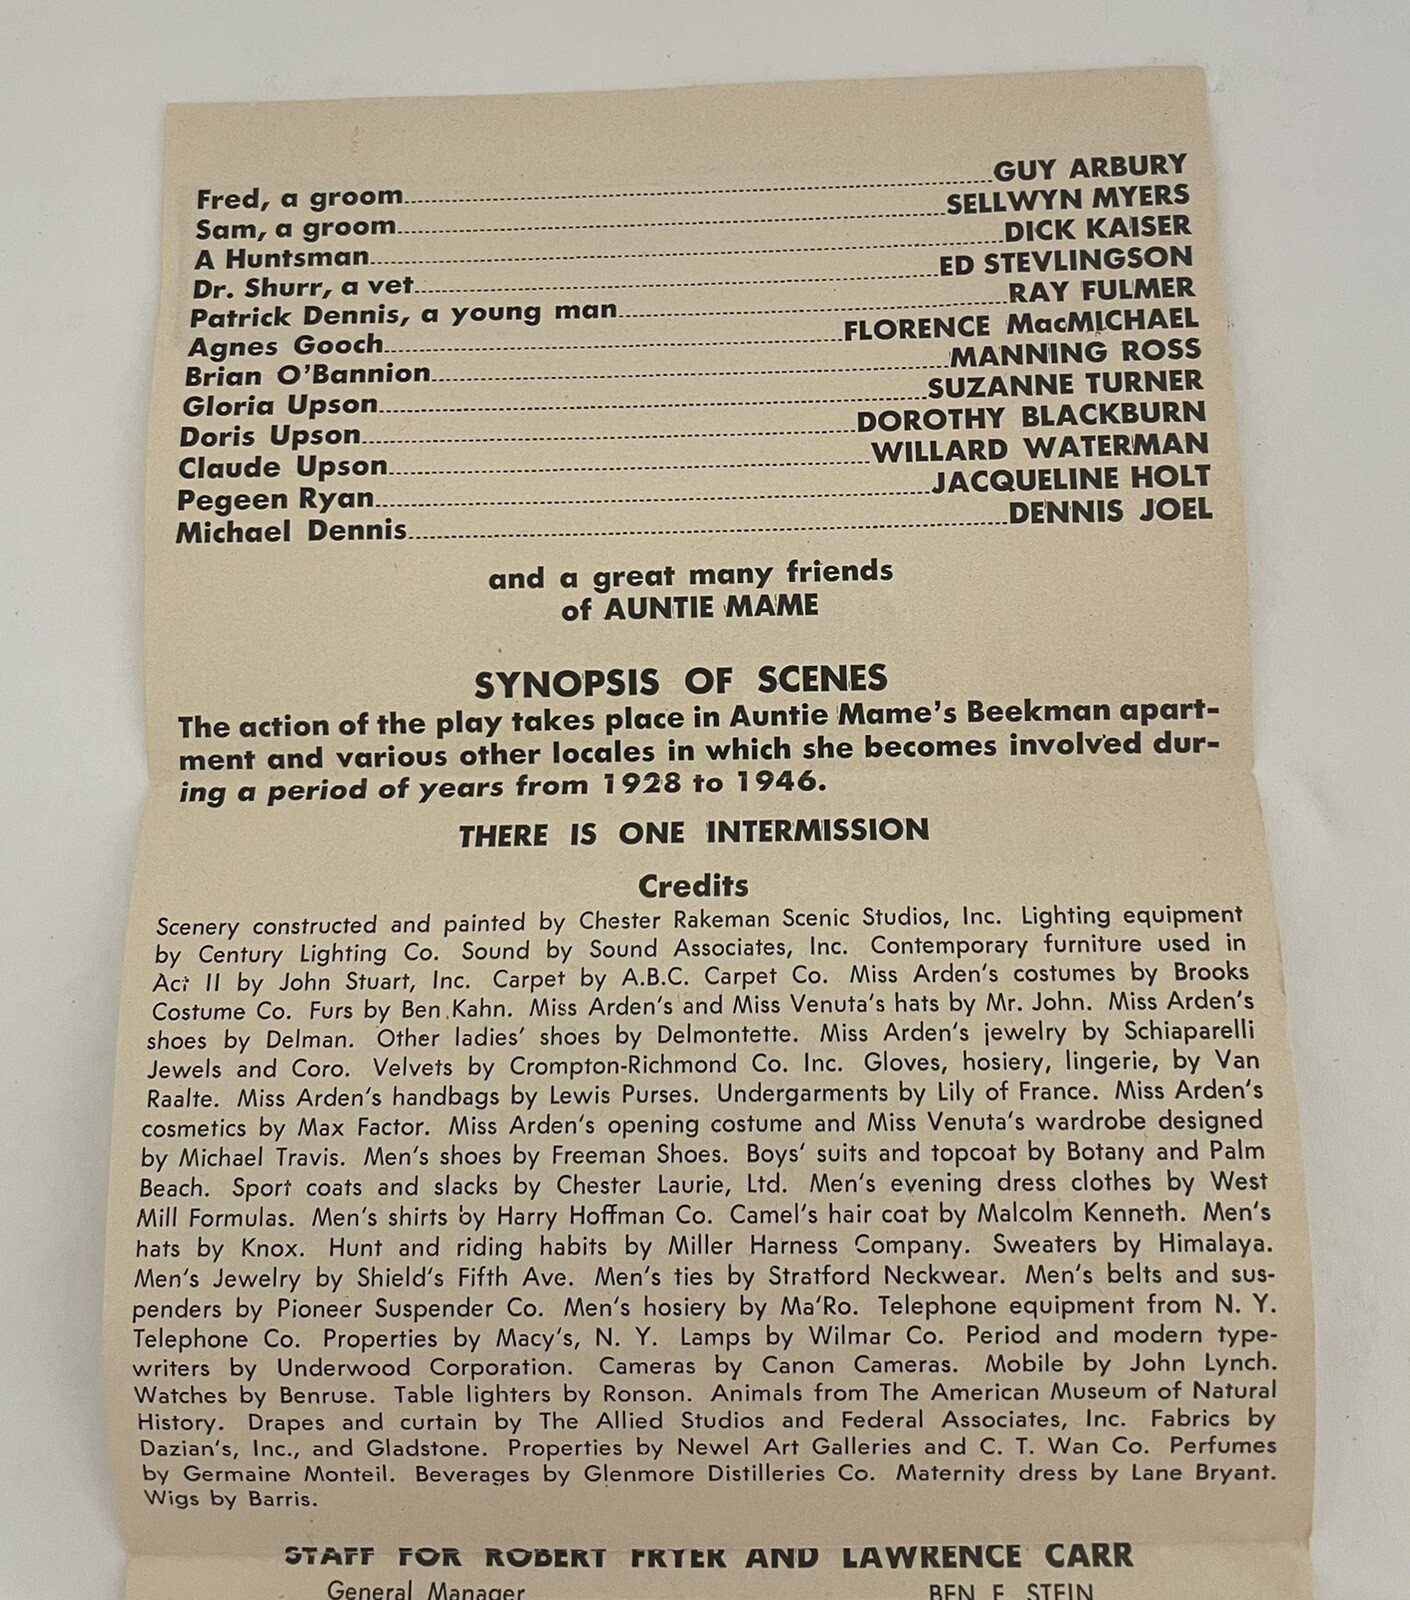 Fred, a groom GUY ARBURY
Sam, a groom SELLWYN MYERS
A Huntsman DICK KAISER
Dr. Shurr, a vet ED STEVLINGSON
Patrick Dennis, a young man RAY FULMER
Agnes Gooch FLORENCE MacMICHAEL
Brian O'Bannion MANNING ROSS
Gloria Upson SUZANNE TURNER
Doris Upson DOROTHY BLACKBURN
Claude Upson WILLARD WATERMAN
Pegeen Ryan JACQUELINE HOLT
Michael Dennis DENNIS JOEL
and a great many friends
of AUNTIE MAME
SYNOPSIS OF SCENES
The action of the play takes place in Auntie Mame's Beekman apart-
ment and various other locales in which she becomes involved dur-
ing a period of years from 1928 to 1946.
THERE IS ONE INTERMISSION
Credits
Scenery constructed and painted by Chester Rakeman Scenic Studios, Inc. Lighting equipment
by Century Lighting Co. Sound by Sound Associates, Inc. Contemporary furniture used in
Act II by John Stuart, Inc. Carpet by A.B.C. Carpet Co. Miss Arden's costumes by Brooks
Costume Co. Furs by Ben Kahn. Miss Arden's and Miss Venuta's hats by Mr. John. Miss Arden's
shoes by Delman. Other ladies' shoes by Delmontette. Miss Arden's jewelry by Schiaparelli
Jewels and Coro. Velvets by Crompton-Richmond Co. Inc. Gloves, hosiery, lingerie, by Van
Raalte. Miss Arden's handbags by Lewis Purses. Undergarments by Lily of France. Miss Arden's
cosmetics by Max Factor. Miss Arden's opening costume and Miss Venuta's wardrobe designed
by Michael Travis. Men's shoes by Freeman Shoes. Boys' suits and topcoat by Botany and Palm
Beach. Sport coats and slacks by Chester Laurie, Ltd. Men's evening dress clothes by West
Mill Formulas. Men's shirts by Harry Hoffman Co. Camel's hair coat by Malcolm Kenneth. Men's
hats by Knox. Hunt and riding habits by Miller Harness Company. Sweaters by Himalaya.
Men's Jewelry by Shield's Fifth Ave. Men's ties by Stratford Neckwear. Men's belts and sus-
penders by Pioneer Suspender Co. Men's hosiery by Ma'Ro. Telephone equipment from N. Y.
Telephone Co. Properties by Macy's, N. Y. Lamps by Wilmar Co. Period and modern type-
writers by Underwood Corporation. Cameras by Canon Cameras. Mobile by John Lynch.
Watches by Benruse. Table lighters by Ronson. Animals from The American Museum of Natural
History. Drapes and curtain by The Allied Studios and Federal Associates, Inc. Fabrics by
Dazian's, Inc., and Gladstone. Properties by Newel Art Galleries and C. T. Wan Co. Perfumes
by Germaine Monteil. Beverages by Glenmore Distilleries Co. Maternity dress by Lane Bryant.
Wigs by Barris.
STAFF FOR ROBERT FRYER AND LAWRENCE CARR
General Manager BEN F. STEIN